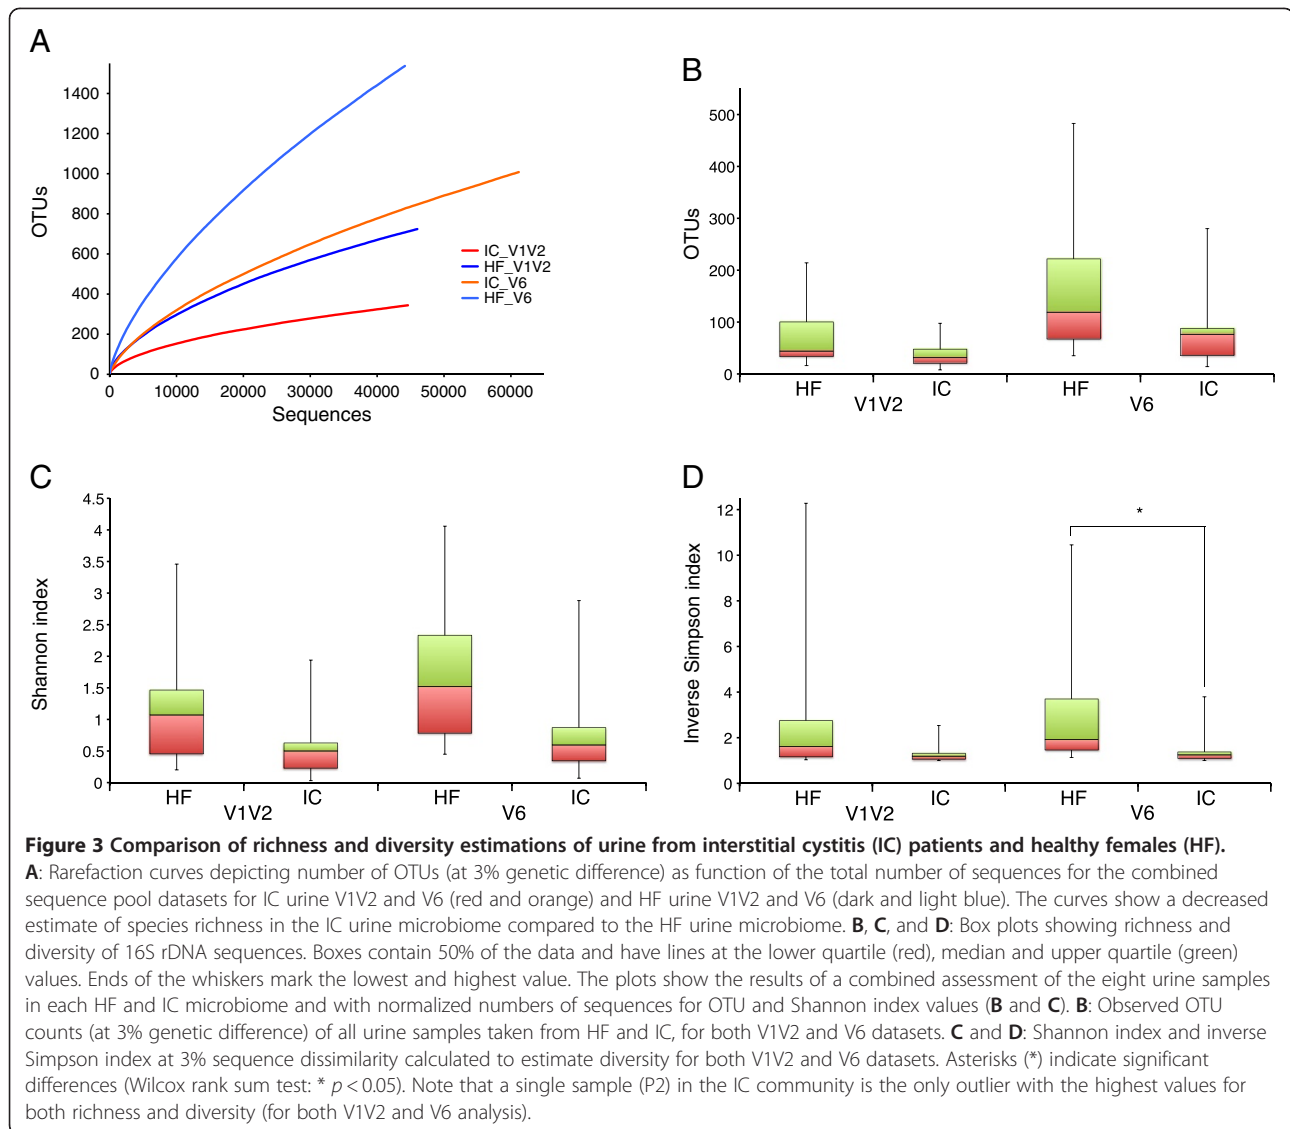 A
OTUs
1400
1200
1000
800
600
400
200
0
0 10000 20000 30000 40000 50000 60000
Sequences
IC_V1V2
HF_V1V2
IC_V6
HF_V6
B
OTUs
500
400
300
200
100
0
HF IC HF IC
V1V2 V6
C
Shannon index
4.5
4
3.5
3
2.5
2
1.5
1
0.5
0
HF IC HF IC
V1V2 V6
D
Inverse Simpson index
12
10
8
6
4
2
0
*
HF IC HF IC
V1V2 V6
Figure 3 Comparison of richness and diversity estimations of urine from interstitial cystitis (IC) patients and healthy females (HF).
A: Rarefaction curves depicting number of OTUs (at 3% genetic difference) as function of the total number of sequences for the combined
sequence pool datasets for IC urine V1V2 and V6 (red and orange) and HF urine V1V2 and V6 (dark and light blue). The curves show a decreased
estimate of species richness in the IC urine microbiome compared to the HF urine microbiome. B, C, and D: Box plots showing richness and
diversity of 16S rDNA sequences. Boxes contain 50% of the data and have lines at the lower quartile (red), median and upper quartile (green)
values. Ends of the whiskers mark the lowest and highest value. The plots show the results of a combined assessment of the eight urine samples
in each HF and IC microbiome and with normalized numbers of sequences for OTU and Shannon index values (B and C). B: Observed OTU
counts (at 3% genetic difference) of all urine samples taken from HF and IC, for both V1V2 and V6 datasets. C and D: Shannon index and inverse
Simpson index at 3% sequence dissimilarity calculated to estimate diversity for both V1V2 and V6 datasets. Asterisks (*) indicate significant
differences (Wilcox rank sum test: * p < 0.05). Note that a single sample (P2) in the IC community is the only outlier with the highest values for
both richness and diversity (for both V1V2 and V6 analysis).